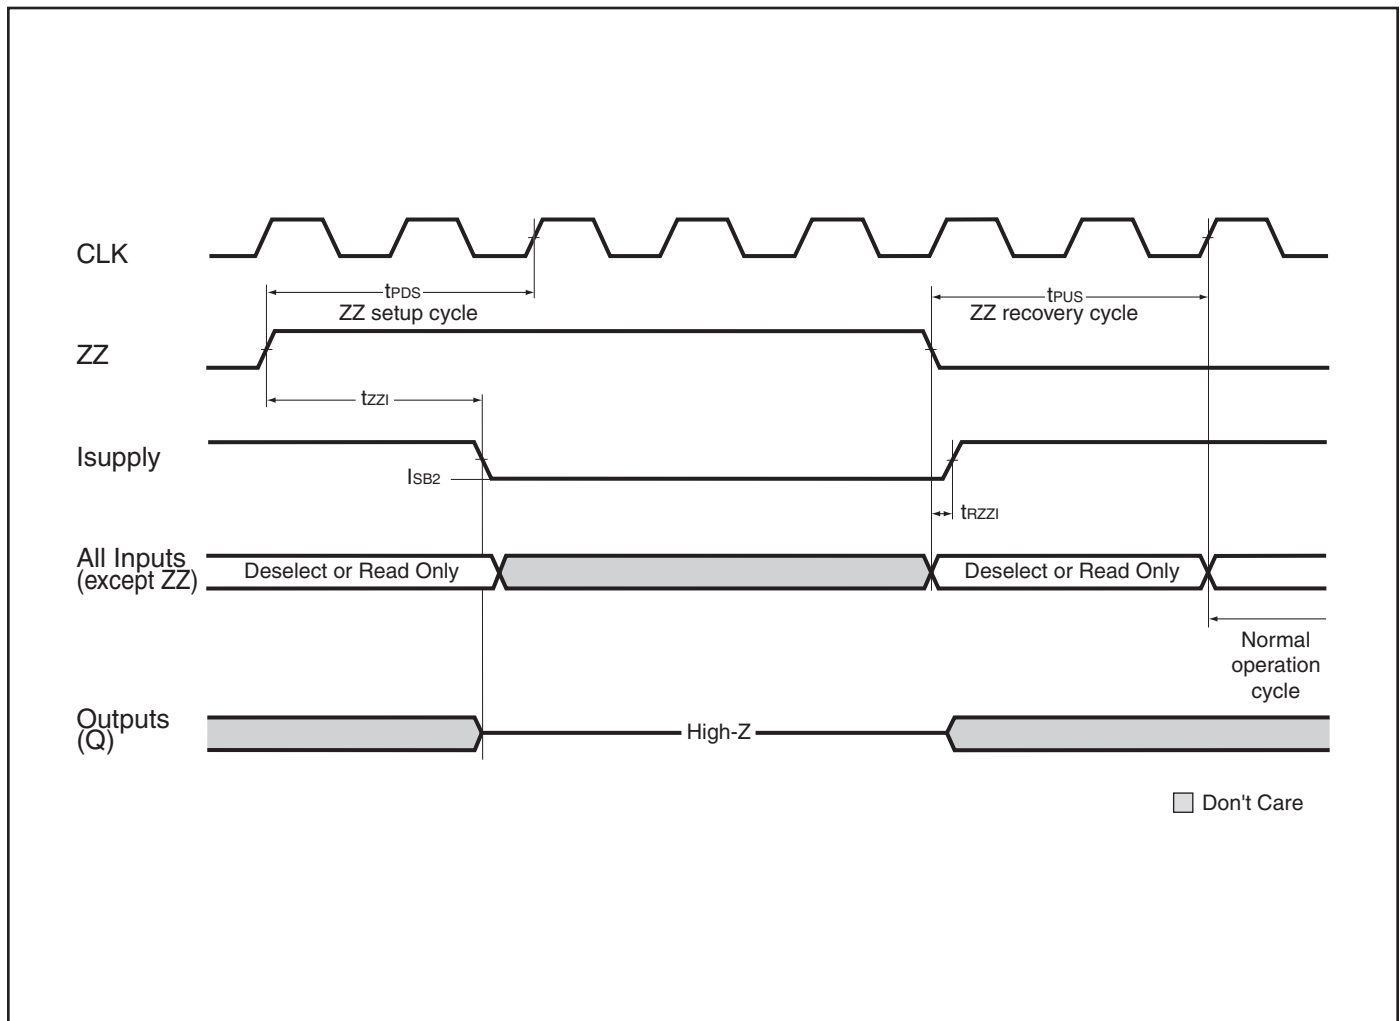 CLK
tPDS
ZZ setup cycle
tPUS
ZZ recovery cycle
ZZ
tZZI
Isupply
ISB2
tRZZI
All Inputs
(except ZZ)
Deselect or Read Only
Deselect or Read Only
Normal
operation
cycle
Outputs
(Q)
High-Z
Don't Care